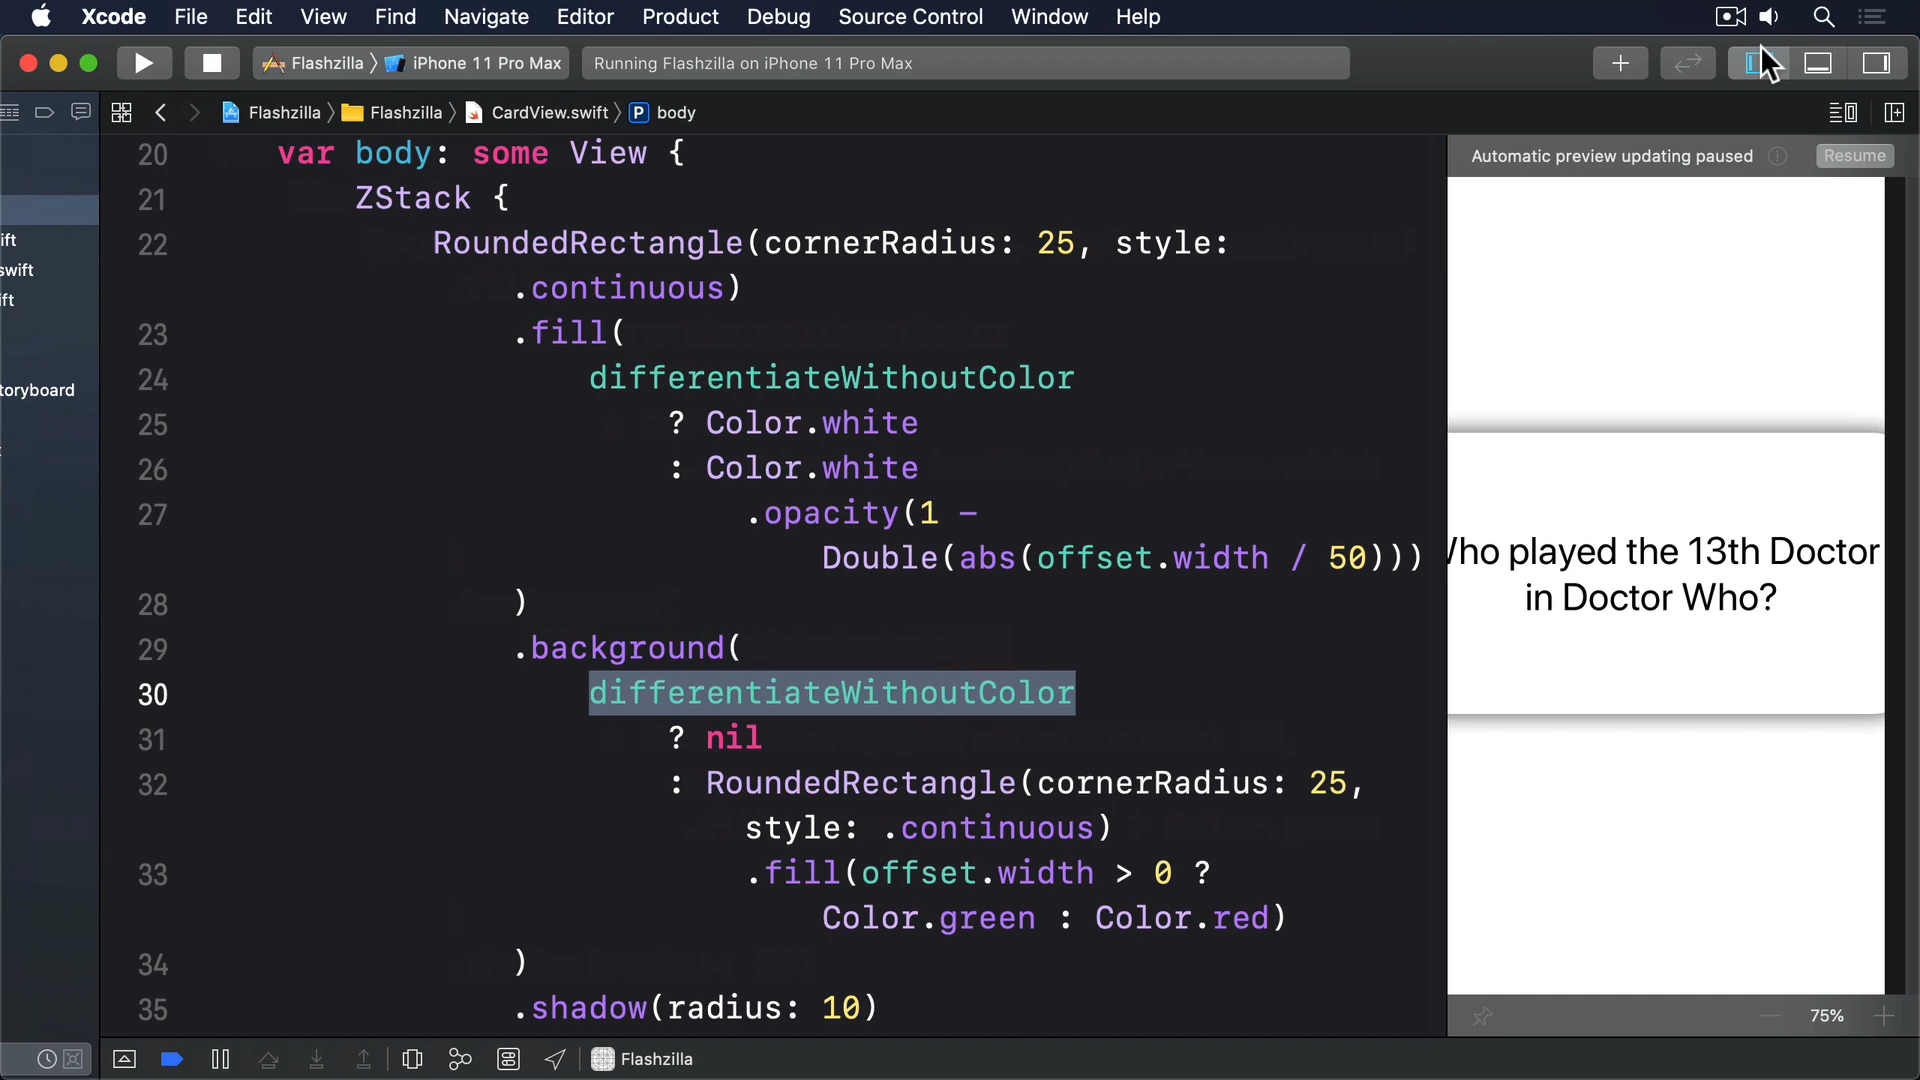 Xcode File Edit View Find Navigate Editor Product Debug Source Control Window Help
Flashzilla iPhone 11 Pro Max Running Flashzilla on iPhone 11 Pro Max
Flashzilla Flashzilla CardView.swift P body
ift
swift
ift
toryboard
20 var body: some View {
21 ZStack {
22 RoundedRectangle(cornerRadius: 25, style:
.continuous)
23 .fill(
24 differentiateWithoutColor
25 ? Color.white
26 : Color.white
27 .opacity(1 -
Double(abs(offset.width / 50)))
28 )
29 .background(
30 differentiateWithoutColor
31 ? nil
32 : RoundedRectangle(cornerRadius: 25,
style: .continuous)
33 .fill(offset.width > 0 ?
Color.green : Color.red)
34 )
35 .shadow(radius: 10)
Automatic preview updating paused Resume
Who played the 13th Doctor
in Doctor Who?
75%
Flashzilla